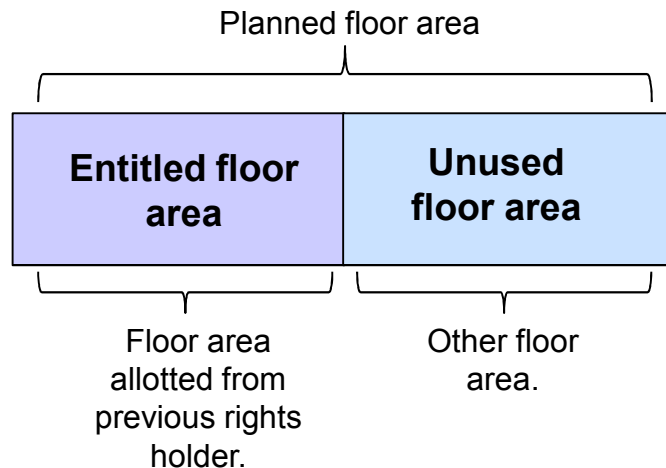 Planned floor area
Entitled floor
area
Unused
floor area
Floor area
allotted from
previous rights
holder.
Other floor
area.